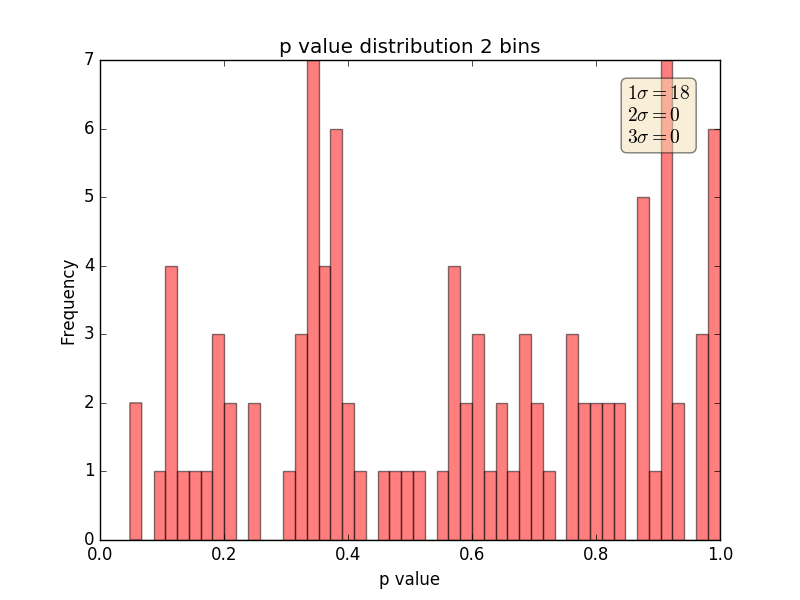 p value distribution 2 bins
1σ = 18
2σ = 0
3σ = 0
Frequency
7
6
5
4
3
2
1
0
0.0 0.2 0.4 0.6 0.8 1.0
p value